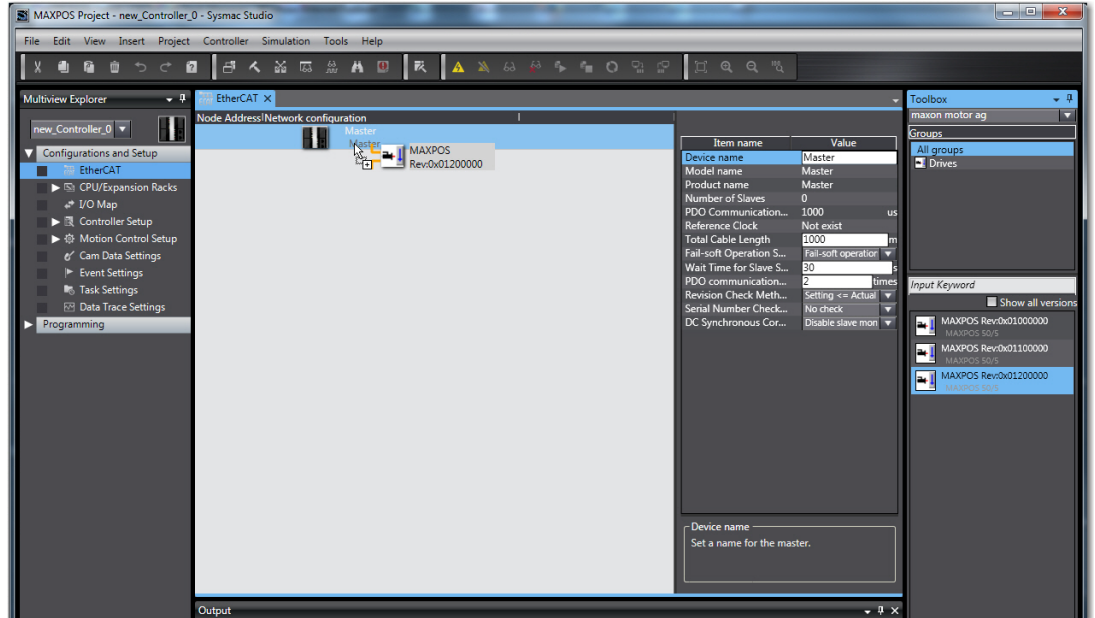 MAXPOS Project - new_Controller_0 - Sysmac Studio
File Edit View Insert Project Controller Simulation Tools Help
Multiview Explorer
new_Controller_0
Configurations and Setup
EtherCAT
CPU/Expansion Racks
I/O Map
Controller Setup
Motion Control Setup
Cam Data Settings
Event Settings
Task Settings
Data Trace Settings
Programming
EtherCAT
Node Address Network configuration
Master
Master
MAXPOS
Rev:0x01200000
Item name Value
Device name Master
Model name Master
Product name Master
Number of Slaves 0
PDO Communication... 1000 us
Reference Clock Not exist
Total Cable Length 1000 m
Fail-soft Operation S... Fail-soft operation
Wait Time for Slave S... 30 s
PDO communication... 2 times
Revision Check Meth... Setting <= Actual
Serial Number Check... No check
DC Synchronous Cor... Disable slave mon
Device name
Set a name for the master.
Output
Toolbox
maxon motor ag
Groups
All groups
Drives
Input Keyword
Show all versions
MAXPOS Rev:0x01000000
MAXPOS 50/5
MAXPOS Rev:0x01100000
MAXPOS 50/5
MAXPOS Rev:0x01200000
MAXPOS 50/5